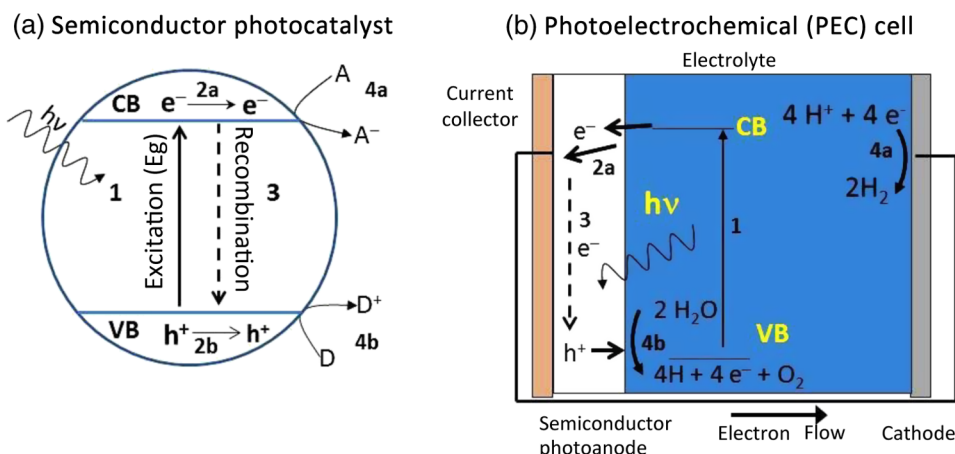 (a) Semiconductor photocatalyst
hν
1
CB e⁻ 2a e⁻
A
4a
A⁻
Excitation (Eg)
Recombination
3
VB h⁺ 2b h⁺
D⁺
4b
D
(b) Photoelectrochemical (PEC) cell
Electrolyte
Current
collector
e⁻
2a
3
e⁻
h⁺
CB
hν
1
4 H⁺ + 4 e⁻
4a
2H₂
2 H₂O
4b
VB
4H + 4 e⁻ + O₂
Semiconductor
photoanode
Electron Flow
Cathode